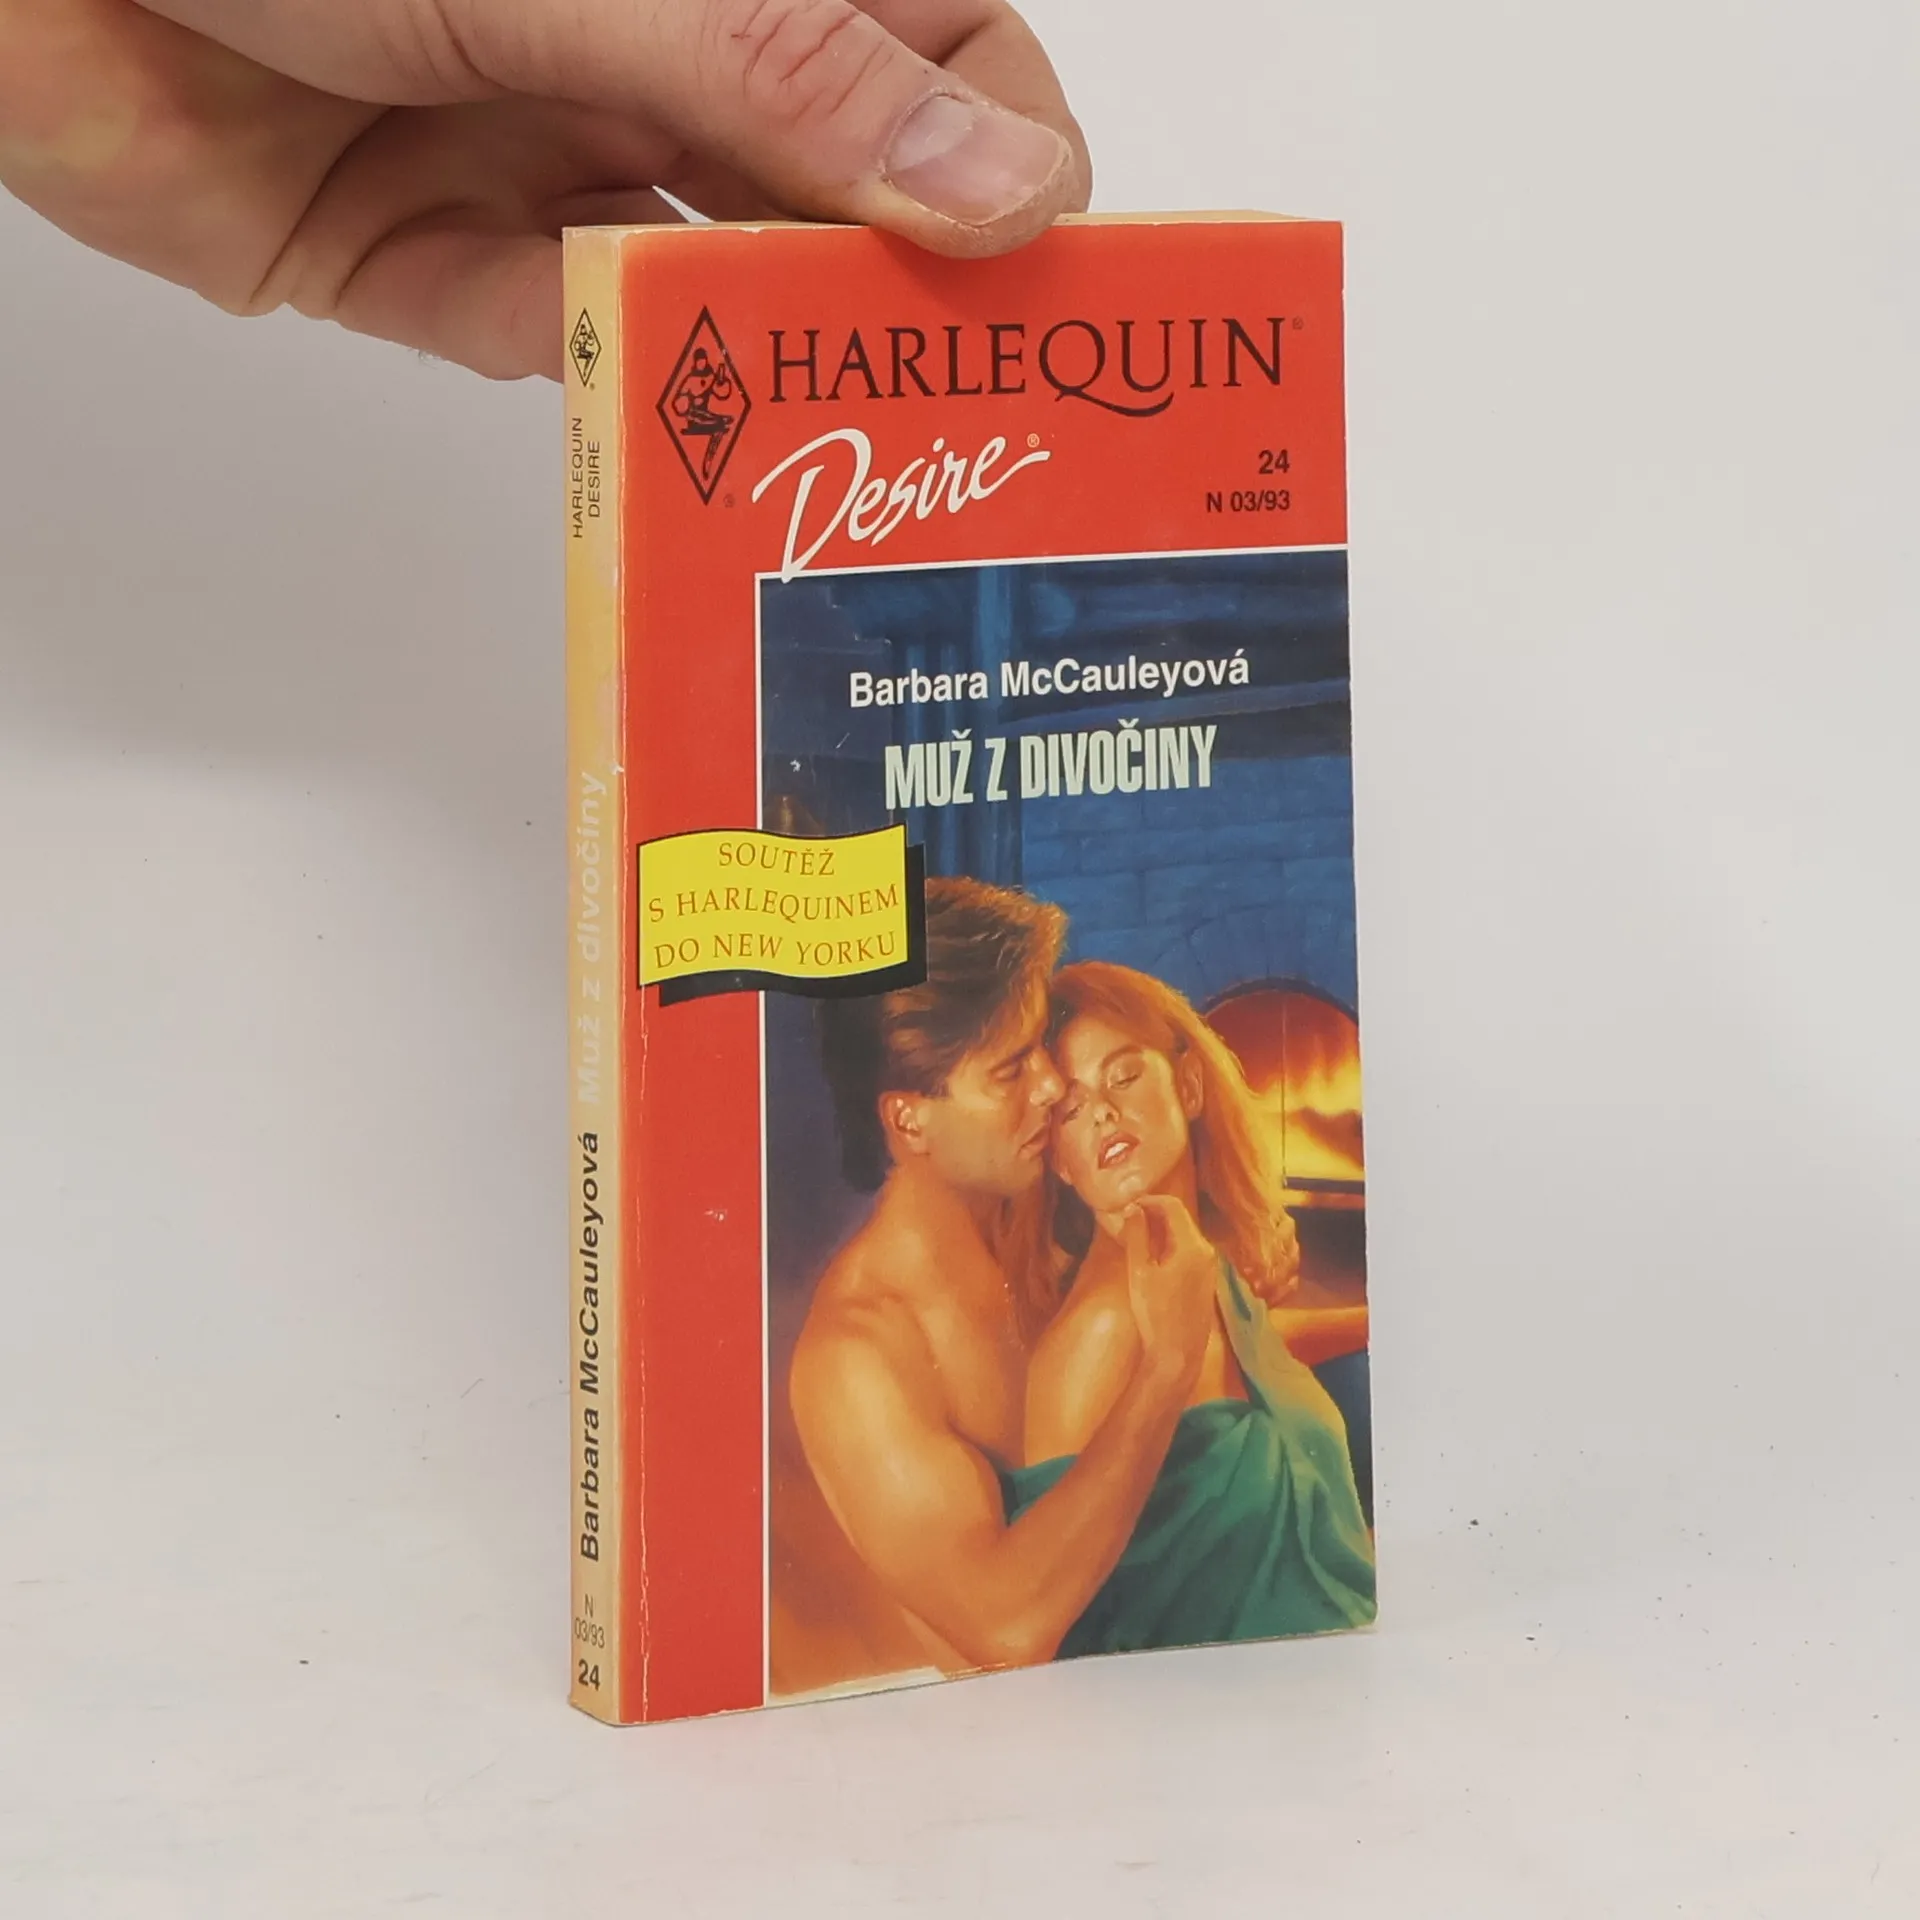 HARLEQUIN®
Desire®
24
N 03/93
Barbara McCauleyová
MUŽ Z DIVOČINY
SOUTĚŽ
S HARLEQUINEM
DO NEW YORKU
HARLEQUIN
DESIRE
Muž z divočiny
Barbara McCauleyová
N
03/93
24